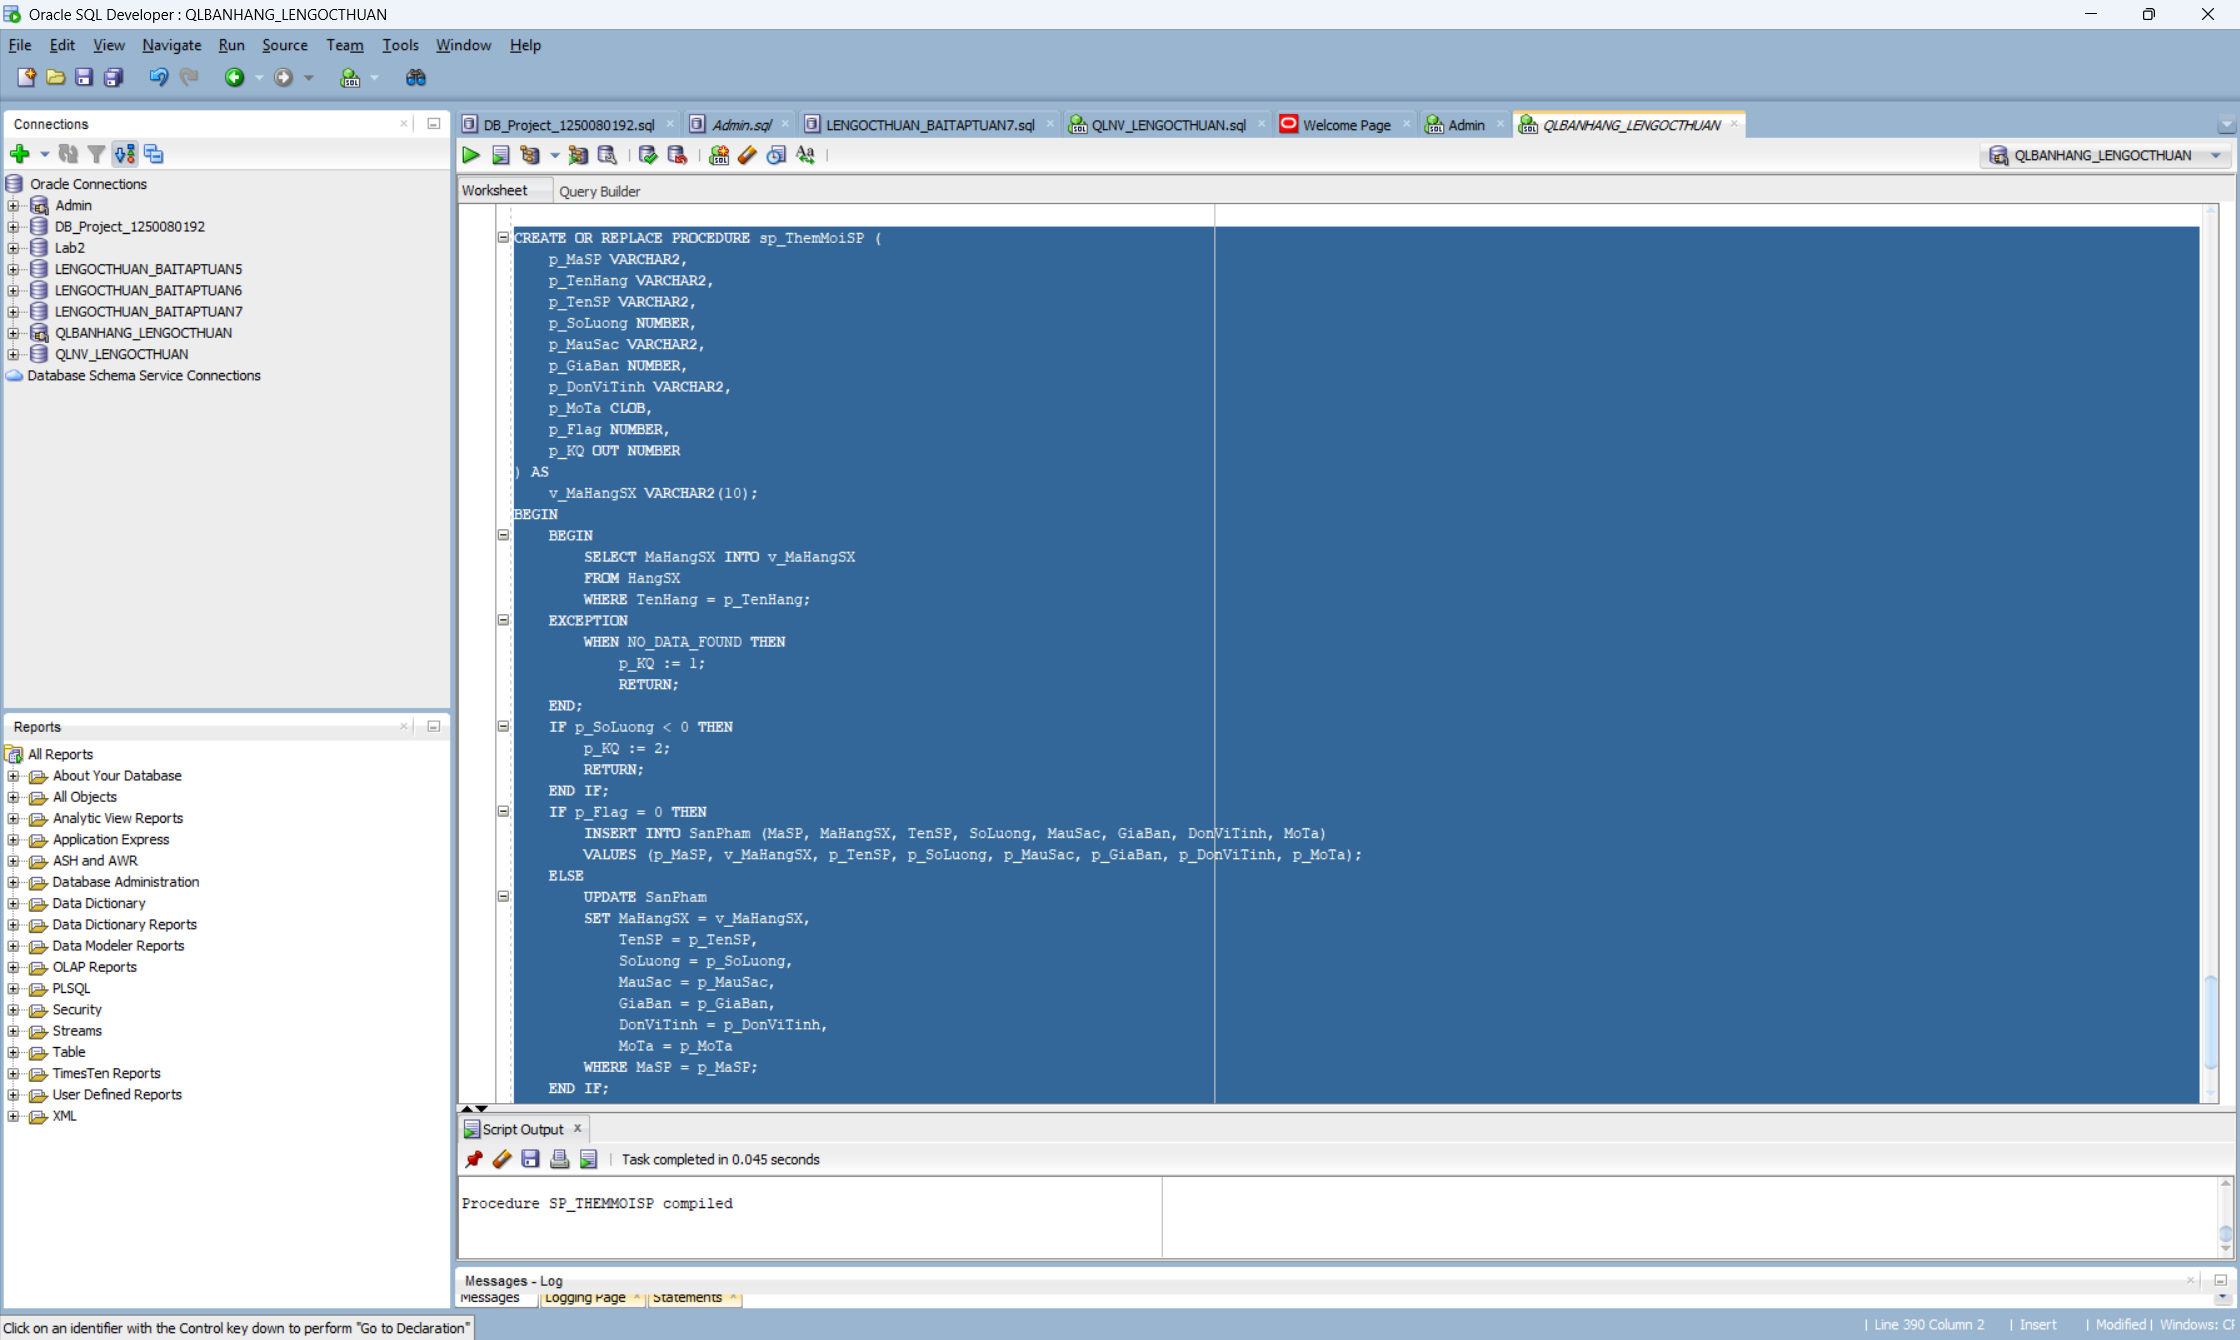 Oracle SQL Developer : QLBANHANG_LENGOCTHUAN
File Edit View Navigate Run Source Team Tools Window Help
Connections
Oracle Connections
Admin
DB_Project_1250080192
Lab2
LENGOCTHUAN_BAITAPTUAN5
LENGOCTHUAN_BAITAPTUAN6
LENGOCTHUAN_BAITAPTUAN7
QLBANHANG_LENGOCTHUAN
QLNV_LENGOCTHUAN
Database Schema Service Connections
Reports
All Reports
About Your Database
All Objects
Analytic View Reports
Application Express
ASH and AWR
Database Administration
Data Dictionary
Data Dictionary Reports
Data Modeler Reports
OLAP Reports
PLSQL
Security
Streams
Table
TimesTen Reports
User Defined Reports
XML
DB_Project_1250080192.sql Admin.sql LENGOCTHUAN_BAITAPTUAN7.sql QLNV_LENGOCTHUAN.sql Welcome Page Admin QLBANHANG_LENGOCTHUAN
QLBANHANG_LENGOCTHUAN
Worksheet Query Builder
CREATE OR REPLACE PROCEDURE sp_ThemMoiSP (
p_MaSP VARCHAR2,
p_TenHang VARCHAR2,
p_TenSP VARCHAR2,
p_SoLuong NUMBER,
p_MauSac VARCHAR2,
p_GiaBan NUMBER,
p_DonViTinh VARCHAR2,
p_MoTa CLOB,
p_Flag NUMBER,
p_KQ OUT NUMBER
) AS
v_MaHangSX VARCHAR2(10);
BEGIN
BEGIN
SELECT MaHangSX INTO v_MaHangSX
FROM HangSX
WHERE TenHang = p_TenHang;
EXCEPTION
WHEN NO_DATA_FOUND THEN
p_KQ := 1;
RETURN;
END;
IF p_SoLuong < 0 THEN
p_KQ := 2;
RETURN;
END IF;
IF p_Flag = 0 THEN
INSERT INTO SanPham (MaSP, MaHangSX, TenSP, SoLuong, MauSac, GiaBan, DonViTinh, MoTa)
VALUES (p_MaSP, v_MaHangSX, p_TenSP, p_SoLuong, p_MauSac, p_GiaBan, p_DonViTinh, p_MoTa);
ELSE
UPDATE SanPham
SET MaHangSX = v_MaHangSX,
TenSP = p_TenSP,
SoLuong = p_SoLuong,
MauSac = p_MauSac,
GiaBan = p_GiaBan,
DonViTinh = p_DonViTinh,
MoTa = p_MoTa
WHERE MaSP = p_MaSP;
END IF;
Script Output
Task completed in 0.045 seconds
Procedure SP_THEMMOISP compiled
Messages - Log
Messages Logging Page Statements
Click on an identifier with the Control key down to perform "Go to Declaration"
Line 390 Column 2 Insert Modified Windows: